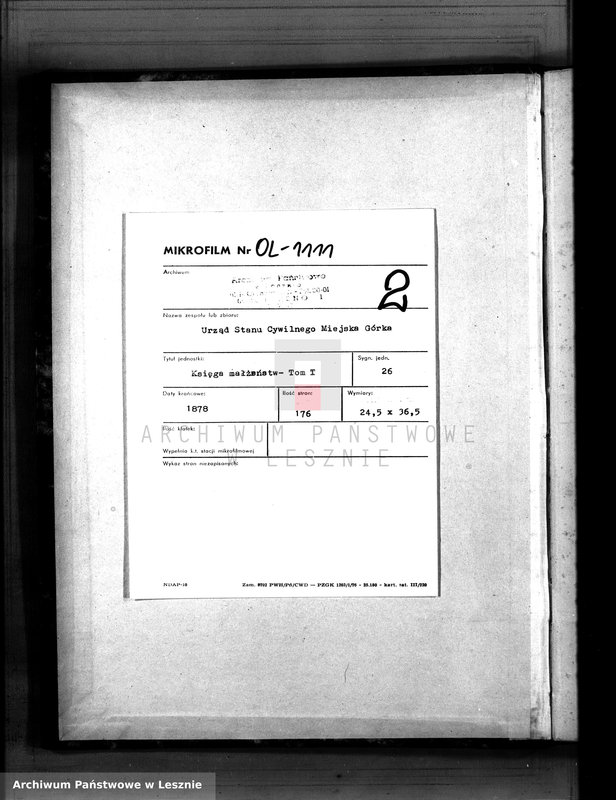 MIKROFILM Nr OL-1111
Archiwum
2
Nazwa zespołu lub zbioru:
Urząd Stanu Cywilnego Miejska Górka
Tytuł jednostki:
Sygn. jedn.
Księga małżeństw- Tom I
26
Daty krańcowe:
Ilość stron:
Wymiary:
1878
176
24,5 x 36,5
ARCHIWUM PAŃSTWOWE
W LESZNIE
Ilość klatek:
Wypełnia k.t. stacji mikrofilmowej
Wykaz stron niezapisanych:
NDAP-18
Zam.
Archiwum Państwowe w Lesznie